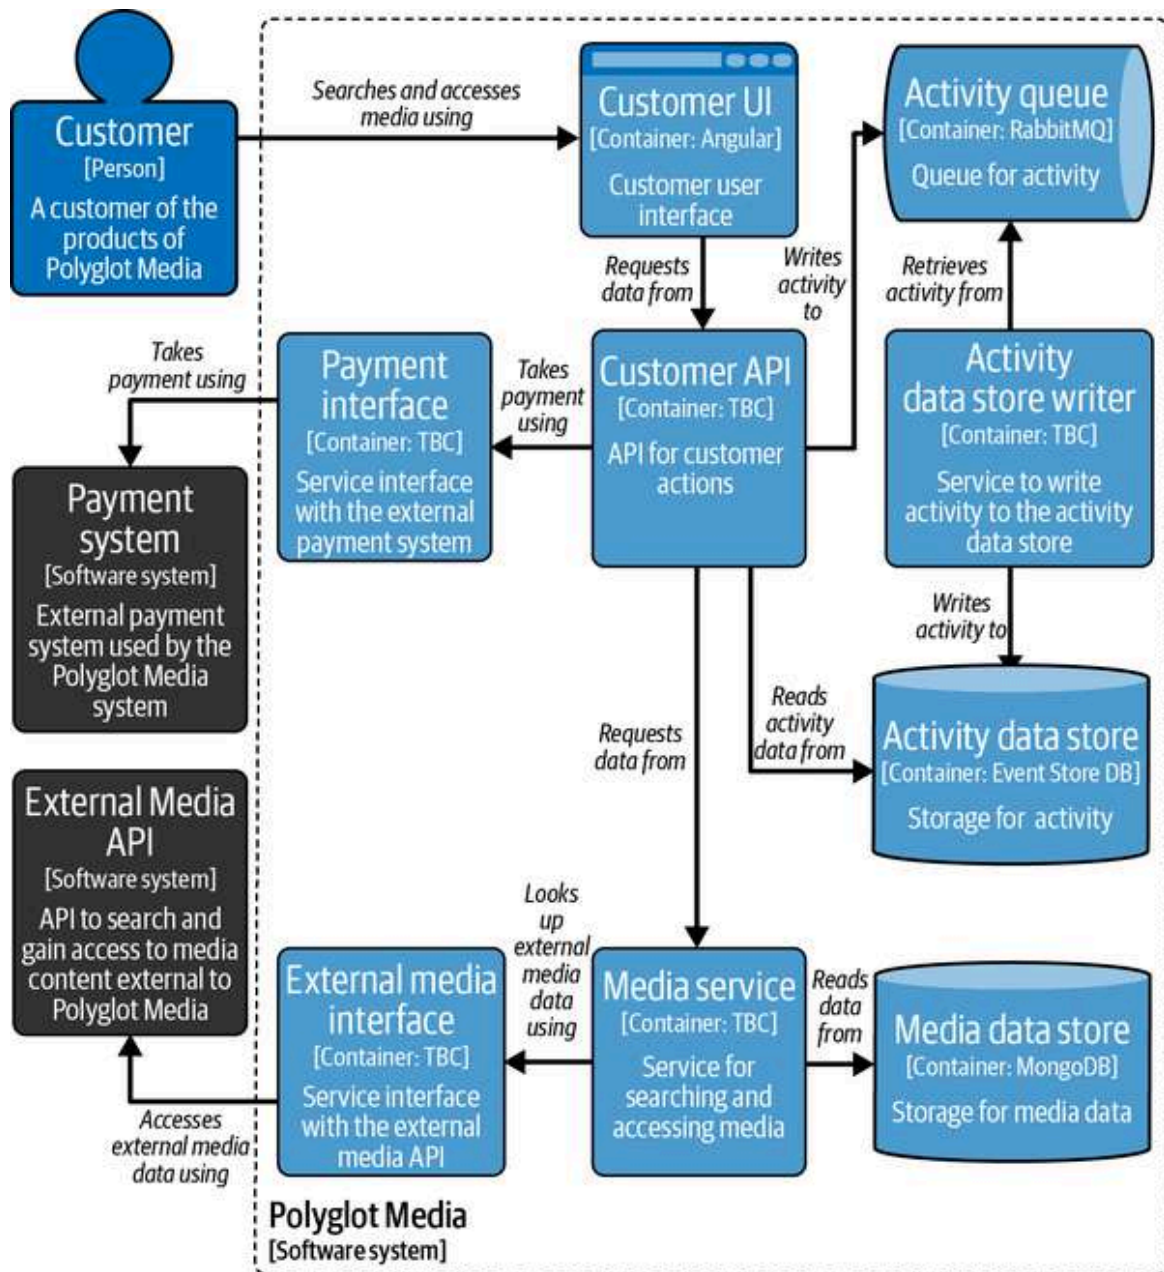 Customer
[Person]
A customer of the
products of
Polyglot Media
Searches and accesses
media using
Customer UI
[Container: Angular]
Customer user
interface
Activity queue
[Container: RabbitMQ]
Queue for activity
Requests
data from
Writes
activity
to
Retrieves
activity from
Takes
payment using
Payment
interface
[Container: TBC]
Service interface
with the external
payment system
Takes
payment
using
Customer API
[Container: TBC]
API for customer
actions
Activity
data store writer
[Container: TBC]
Service to write
activity to the activity
data store
Payment
system
[Software system]
External payment
system used by the
Polyglot Media
system
Writes
activity to
Requests
data from
Reads
activity
data from
Activity data store
[Container: Event Store DB]
Storage for activity
External Media
API
[Software system]
API to search and
gain access to media
content external to
Polyglot Media
Looks
up
external
media
data
using
External media
interface
[Container: TBC]
Service interface
with the external
media API
Media service
[Container: TBC]
Service for
searching and
accessing media
Reads
data
from
Media data store
[Container: MongoDB]
Storage for media data
Accesses
external media
data using
Polyglot Media
[Software system]